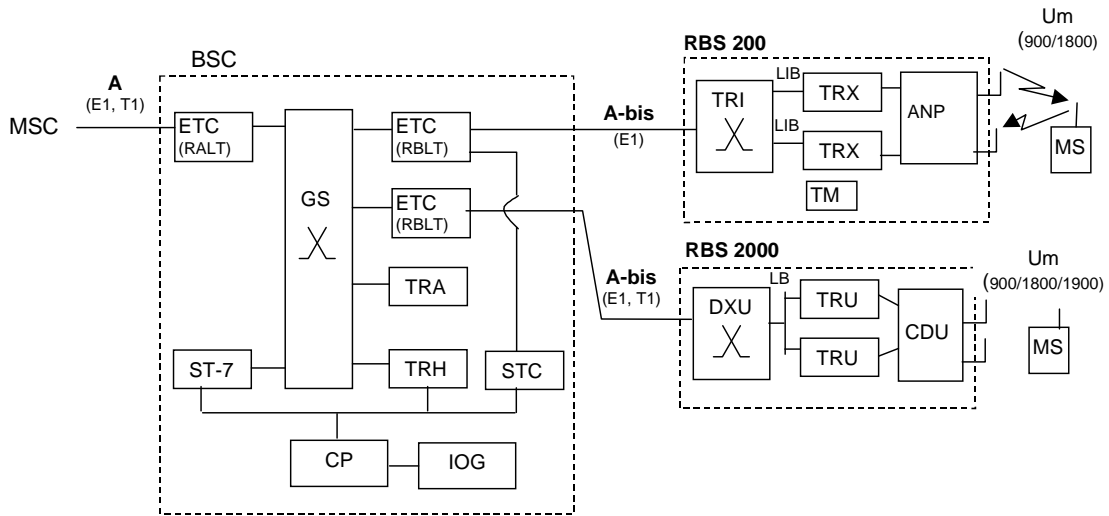 BSC
A
(E1, T1)
MSC
ETC
(RALT)
GS
ETC
(RBLT)
ETC
(RBLT)
TRA
ST-7
TRH
STC
CP
IOG
A-bis
(E1)
RBS 200
TRI
LIB
TRX
LIB
TRX
TM
ANP
Um
(900/1800)
MS
A-bis
(E1, T1)
RBS 2000
DXU
LB
TRU
TRU
CDU
Um
(900/1800/1900)
MS